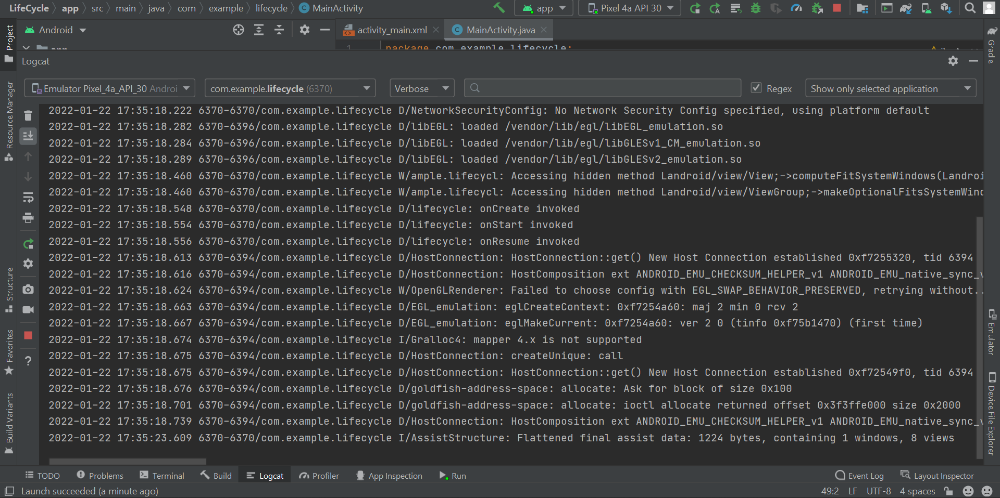 LifeCycle app src main java com example lifecycle MainActivity app Pixel 4a API 30
Project
Android
activity_main.xml MainActivity.java
app
1 package com.example.lifecycle;
Gradle
Logcat
Emulator Pixel_4a_API_30 Androi com.example.lifecycle (6370) Verbose Regex Show only selected application
Resource Manager
2022-01-22 17:35:18.222 6370-6370/com.example.lifecycle D/NetworkSecurityConfig: No Network Security Config specified, using platform default
2022-01-22 17:35:18.282 6370-6396/com.example.lifecycle D/libEGL: loaded /vendor/lib/egl/libEGL_emulation.so
2022-01-22 17:35:18.284 6370-6396/com.example.lifecycle D/libEGL: loaded /vendor/lib/egl/libGLESv1_CM_emulation.so
2022-01-22 17:35:18.289 6370-6396/com.example.lifecycle D/libEGL: loaded /vendor/lib/egl/libGLESv2_emulation.so
2022-01-22 17:35:18.460 6370-6370/com.example.lifecycle W/ample.lifecycl: Accessing hidden method Landroid/view/View;->computeFitSystemWindows(Landroi
2022-01-22 17:35:18.460 6370-6370/com.example.lifecycle W/ample.lifecycl: Accessing hidden method Landroid/view/ViewGroup;->makeOptionalFitsSystemWind
2022-01-22 17:35:18.548 6370-6370/com.example.lifecycle D/lifecycle: onCreate invoked
2022-01-22 17:35:18.554 6370-6370/com.example.lifecycle D/lifecycle: onStart invoked
2022-01-22 17:35:18.556 6370-6370/com.example.lifecycle D/lifecycle: onResume invoked
2022-01-22 17:35:18.613 6370-6394/com.example.lifecycle D/HostConnection: HostConnection::get() New Host Connection established 0xf7255320, tid 6394
2022-01-22 17:35:18.616 6370-6394/com.example.lifecycle D/HostConnection: HostComposition ext ANDROID_EMU_CHECKSUM_HELPER_v1 ANDROID_EMU_native_sync_v
2022-01-22 17:35:18.624 6370-6394/com.example.lifecycle W/OpenGLRenderer: Failed to choose config with EGL_SWAP_BEHAVIOR_PRESERVED, retrying without..
2022-01-22 17:35:18.663 6370-6394/com.example.lifecycle D/EGL_emulation: eglCreateContext: 0xf7254a60: maj 2 min 0 rcv 2
2022-01-22 17:35:18.667 6370-6394/com.example.lifecycle D/EGL_emulation: eglMakeCurrent: 0xf7254a60: ver 2 0 (tinfo 0xf75b1470) (first time)
2022-01-22 17:35:18.674 6370-6394/com.example.lifecycle I/Gralloc4: mapper 4.x is not supported
2022-01-22 17:35:18.675 6370-6394/com.example.lifecycle D/HostConnection: createUnique: call
2022-01-22 17:35:18.675 6370-6394/com.example.lifecycle D/HostConnection: HostConnection::get() New Host Connection established 0xf72549f0, tid 6394
2022-01-22 17:35:18.676 6370-6394/com.example.lifecycle D/goldfish-address-space: allocate: Ask for block of size 0x100
2022-01-22 17:35:18.701 6370-6394/com.example.lifecycle D/goldfish-address-space: allocate: ioctl allocate returned offset 0x3f3ffe000 size 0x2000
2022-01-22 17:35:18.739 6370-6394/com.example.lifecycle D/HostConnection: HostComposition ext ANDROID_EMU_CHECKSUM_HELPER_v1 ANDROID_EMU_native_sync_v
2022-01-22 17:35:23.609 6370-6370/com.example.lifecycle I/AssistStructure: Flattened final assist data: 1224 bytes, containing 1 windows, 8 views
Structure
Favorites
Build Variants
Emulator
Device File Explorer
TODO Problems Terminal Build Logcat Profiler App Inspection Run Event Log Layout Inspector
Launch succeeded (a minute ago) 49:2 LF UTF-8 4 spaces